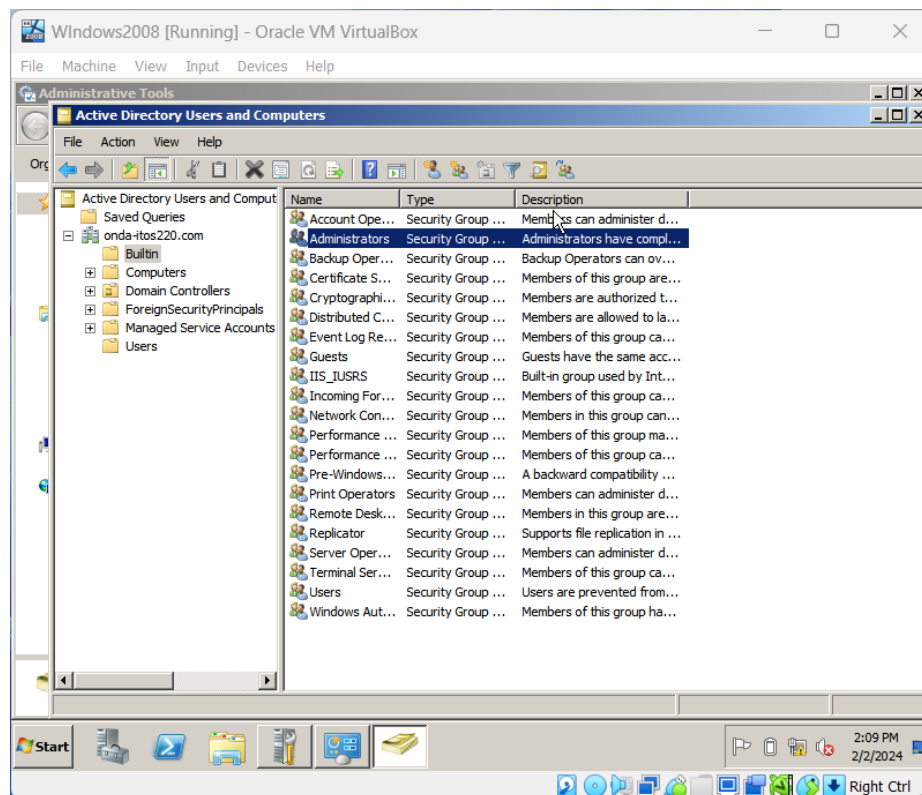 WIndows2008 [Running] - Oracle VM VirtualBox
File Machine View Input Devices Help
Administrative Tools
Active Directory Users and Computers
File Action View Help
Org
Active Directory Users and Comput
Saved Queries
onda-itos220.com
Builtin
Computers
Domain Controllers
ForeignSecurityPrincipals
Managed Service Accounts
Users
Name Type Description
Account Ope... Security Group ... Members can administer d...
Administrators Security Group ... Administrators have compl...
Backup Oper... Security Group ... Backup Operators can ov...
Certificate S... Security Group ... Members of this group are...
Cryptographi... Security Group ... Members are authorized t...
Distributed C... Security Group ... Members are allowed to la...
Event Log Re... Security Group ... Members of this group ca...
Guests Security Group ... Guests have the same acc...
IIS_IUSRS Security Group ... Built-in group used by Int...
Incoming For... Security Group ... Members of this group ca...
Network Con... Security Group ... Members in this group can...
Performance ... Security Group ... Members of this group ma...
Performance ... Security Group ... Members of this group ca...
Pre-Windows... Security Group ... A backward compatibility ...
Print Operators Security Group ... Members can administer d...
Remote Desk... Security Group ... Members in this group are...
Replicator Security Group ... Supports file replication in ...
Server Oper... Security Group ... Members can administer d...
Terminal Ser... Security Group ... Members of this group ca...
Users Security Group ... Users are prevented from...
Windows Aut... Security Group ... Members of this group ha...
Start
2:09 PM
2/2/2024
Right Ctrl